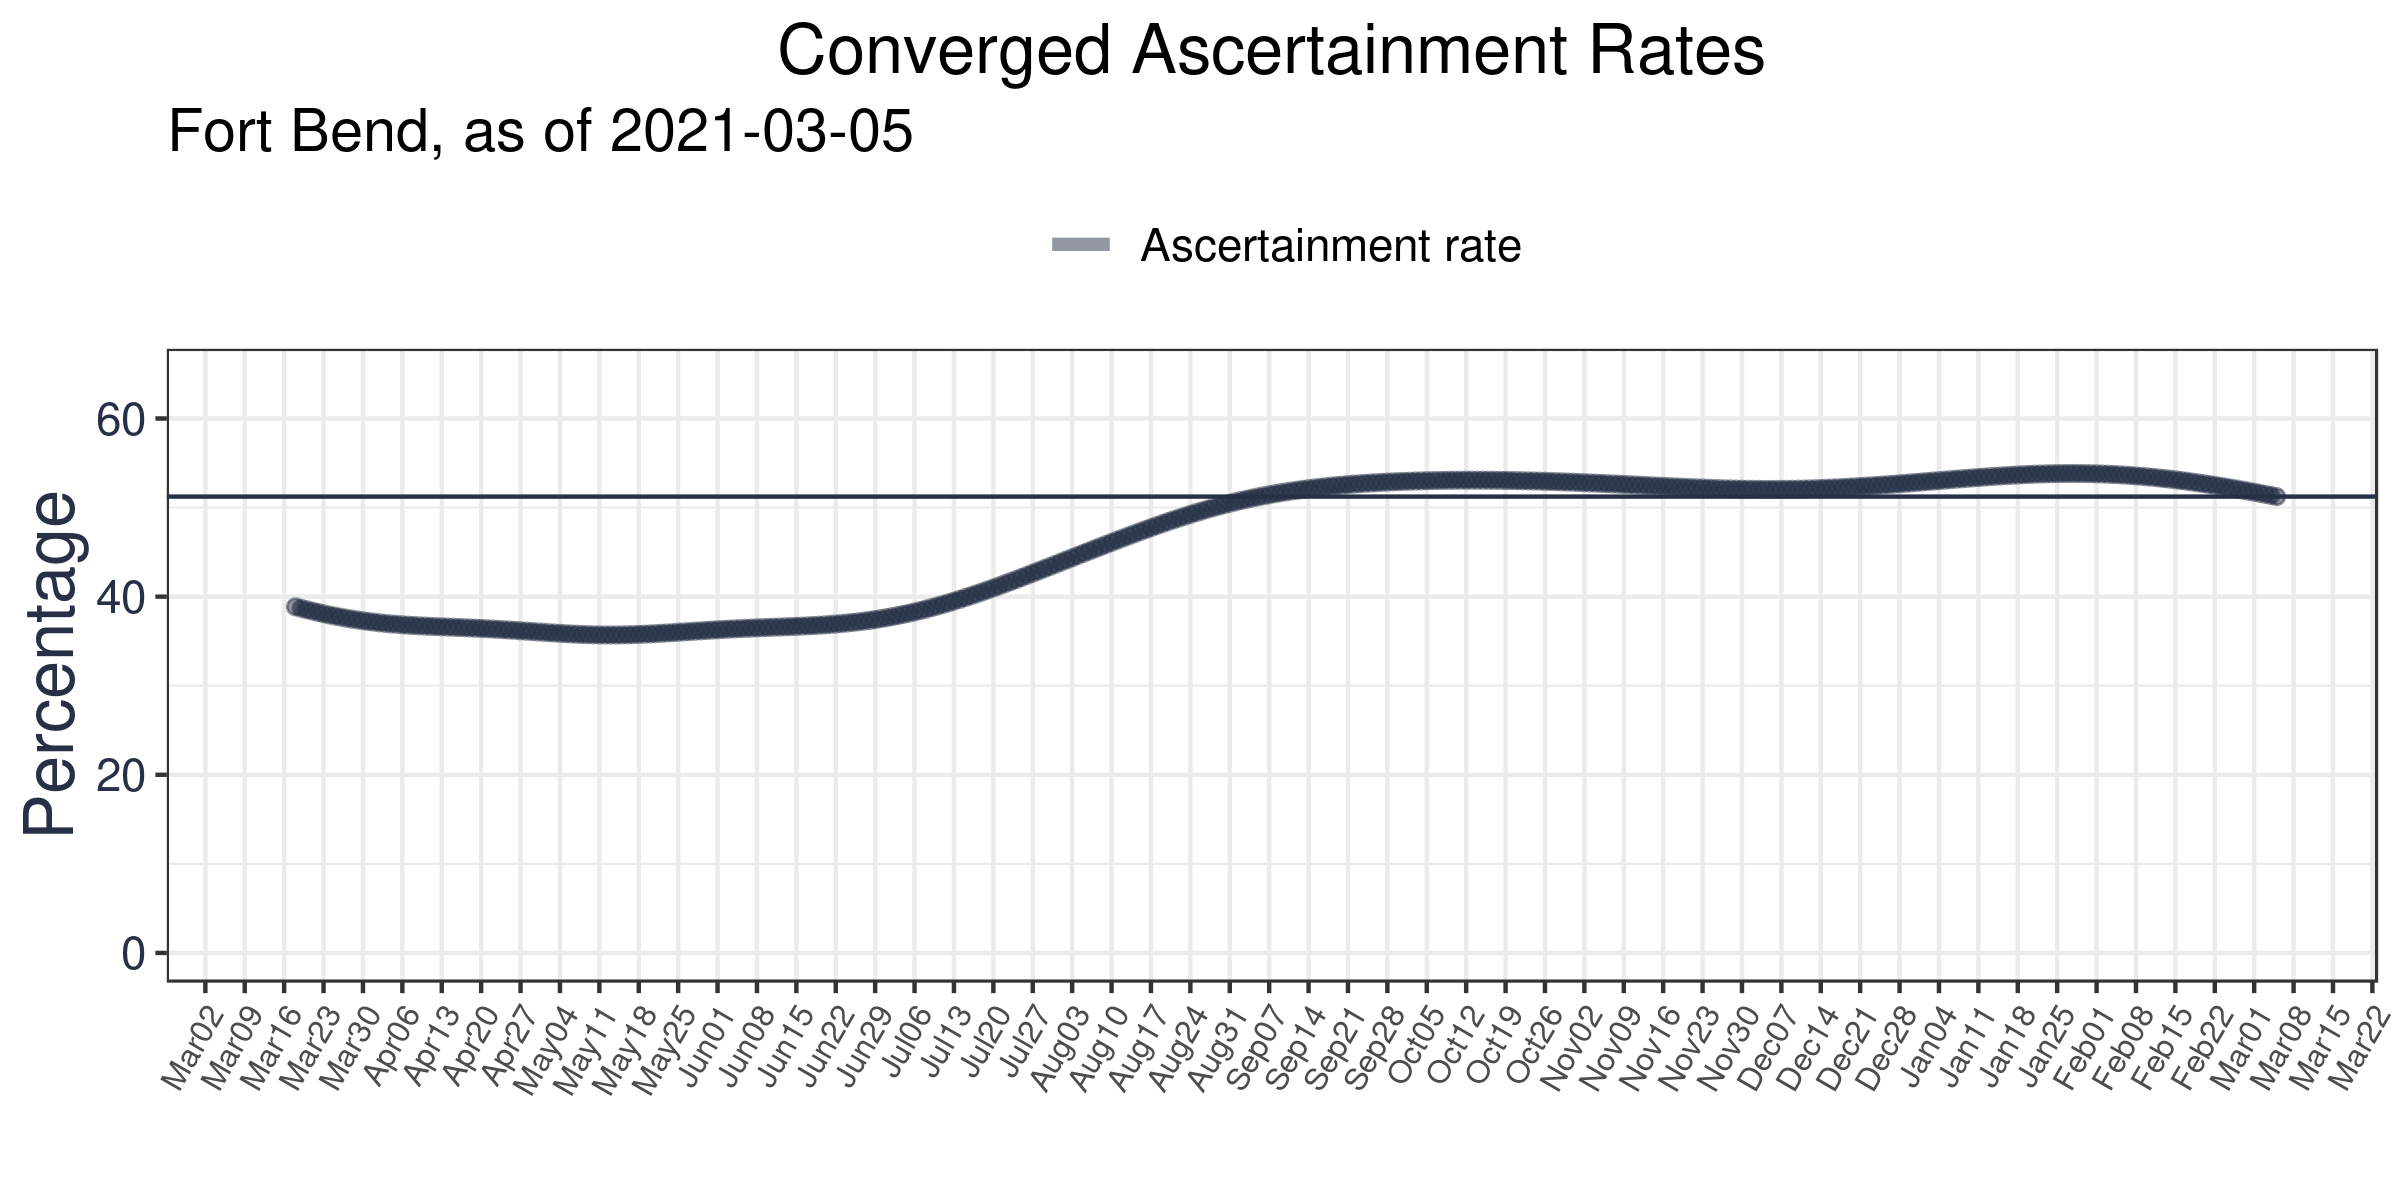 Converged Ascertainment Rates
Fort Bend, as of 2021-03-05
Ascertainment rate
Percentage
60
40
20
0
Mar02
Mar09
Mar16
Mar23
Mar30
Apr06
Apr13
Apr20
Apr27
May04
May11
May18
May25
Jun01
Jun08
Jun15
Jun22
Jun29
Jul06
Jul13
Jul20
Jul27
Aug03
Aug10
Aug17
Aug24
Aug31
Sep07
Sep14
Sep21
Sep28
Oct05
Oct12
Oct19
Oct26
Nov02
Nov09
Nov16
Nov23
Nov30
Dec07
Dec14
Dec21
Dec28
Jan04
Jan11
Jan18
Jan25
Feb01
Feb08
Feb15
Feb22
Mar01
Mar08
Mar15
Mar22